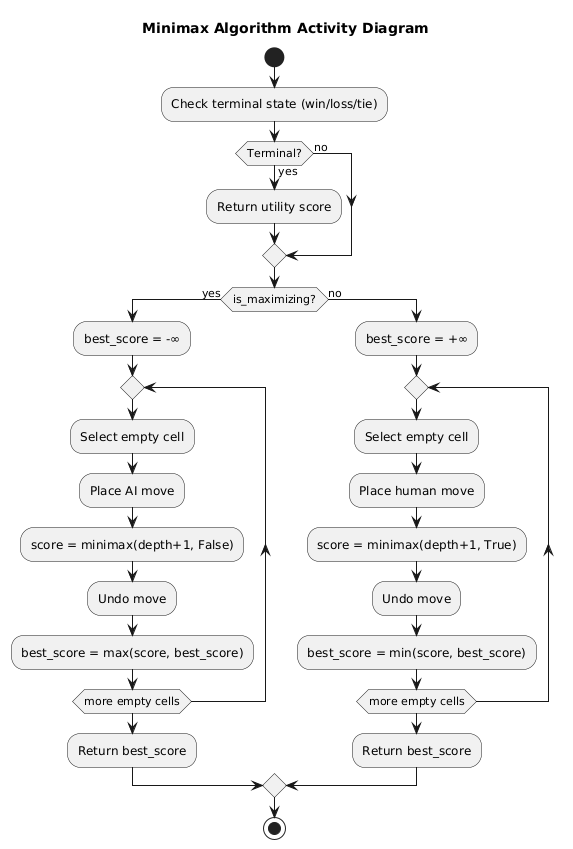 Minimax Algorithm Activity Diagram
Check terminal state (win/loss/tie)
Terminal?
no
yes
Return utility score
yes
is_maximizing?
no
best_score = -∞
Select empty cell
Place AI move
score = minimax(depth+1, False)
Undo move
best_score = max(score, best_score)
more empty cells
Return best_score
best_score = +∞
Select empty cell
Place human move
score = minimax(depth+1, True)
Undo move
best_score = min(score, best_score)
more empty cells
Return best_score